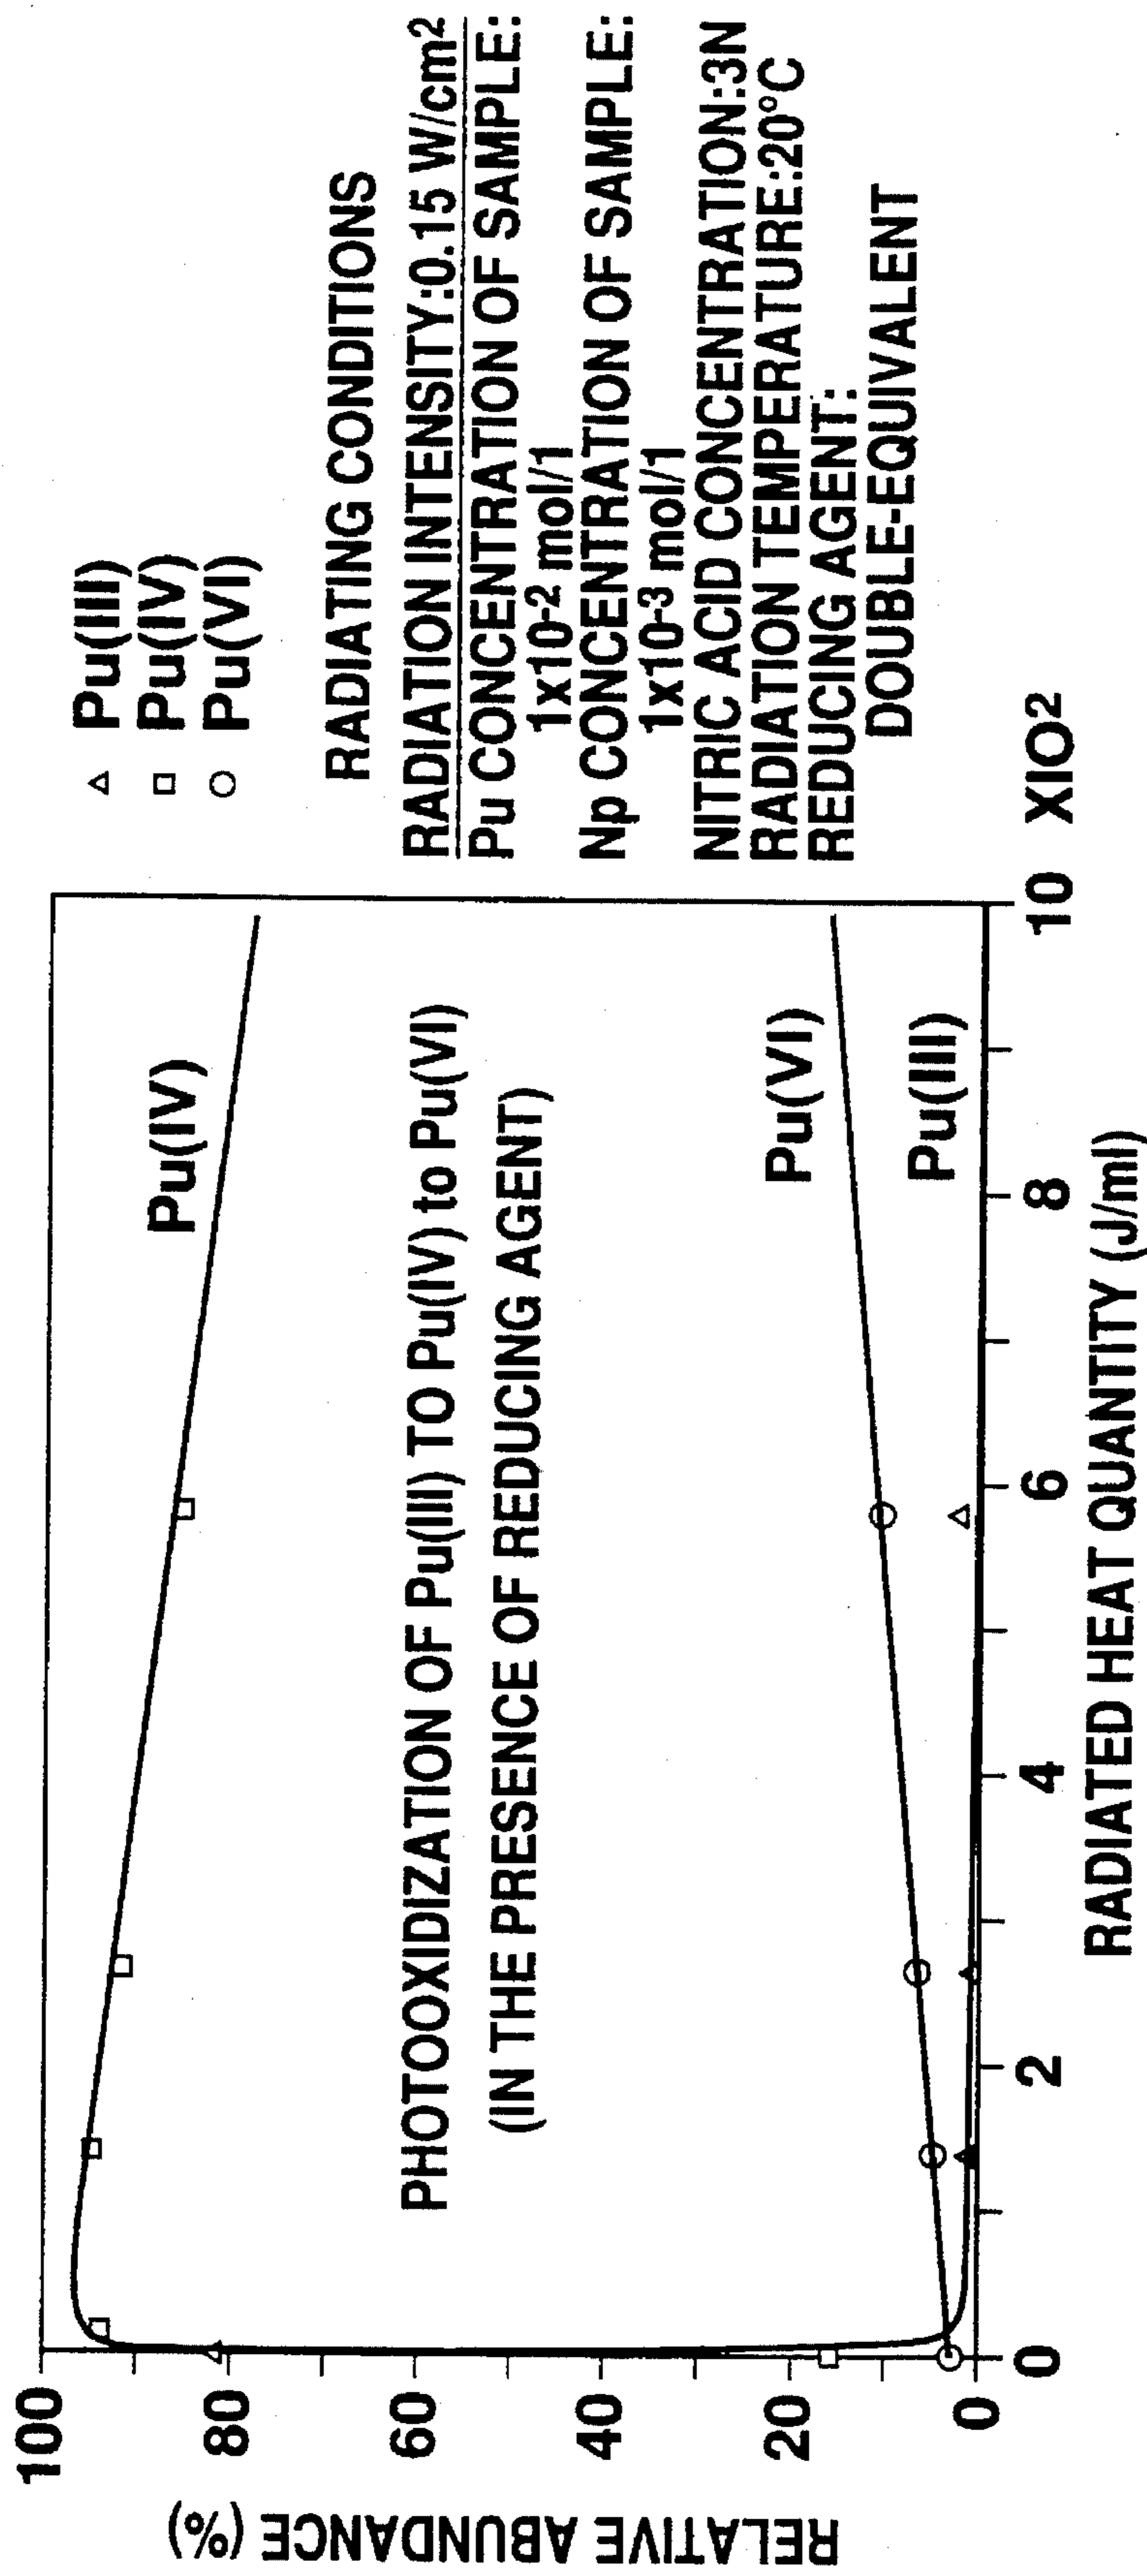 △ Pu(III)
□ Pu(IV)
○ Pu(VI)
RADIATING CONDITIONS
RADIATION INTENSITY:0.15 W/cm2
Pu CONCENTRATION OF SAMPLE:
1x10-2 mol/1
Np CONCENTRATION OF SAMPLE:
1x10-3 mol/1
NITRIC ACID CONCENTRATION:3N
RADIATION TEMPERATURE:20°C
REDUCING AGENT:
DOUBLE-EQUIVALENT
RELATIVE ABUNDANCE (%)
100
80
60
40
20
0
Pu(IV)
PHOTOOXIDIZATION OF Pu(III) TO Pu(IV) to Pu(VI)
(IN THE PRESENCE OF REDUCING AGENT)
Pu(VI)
Pu(III)
0 2 4 6 8 10 XIO2
RADIATED HEAT QUANTITY (J/ml)